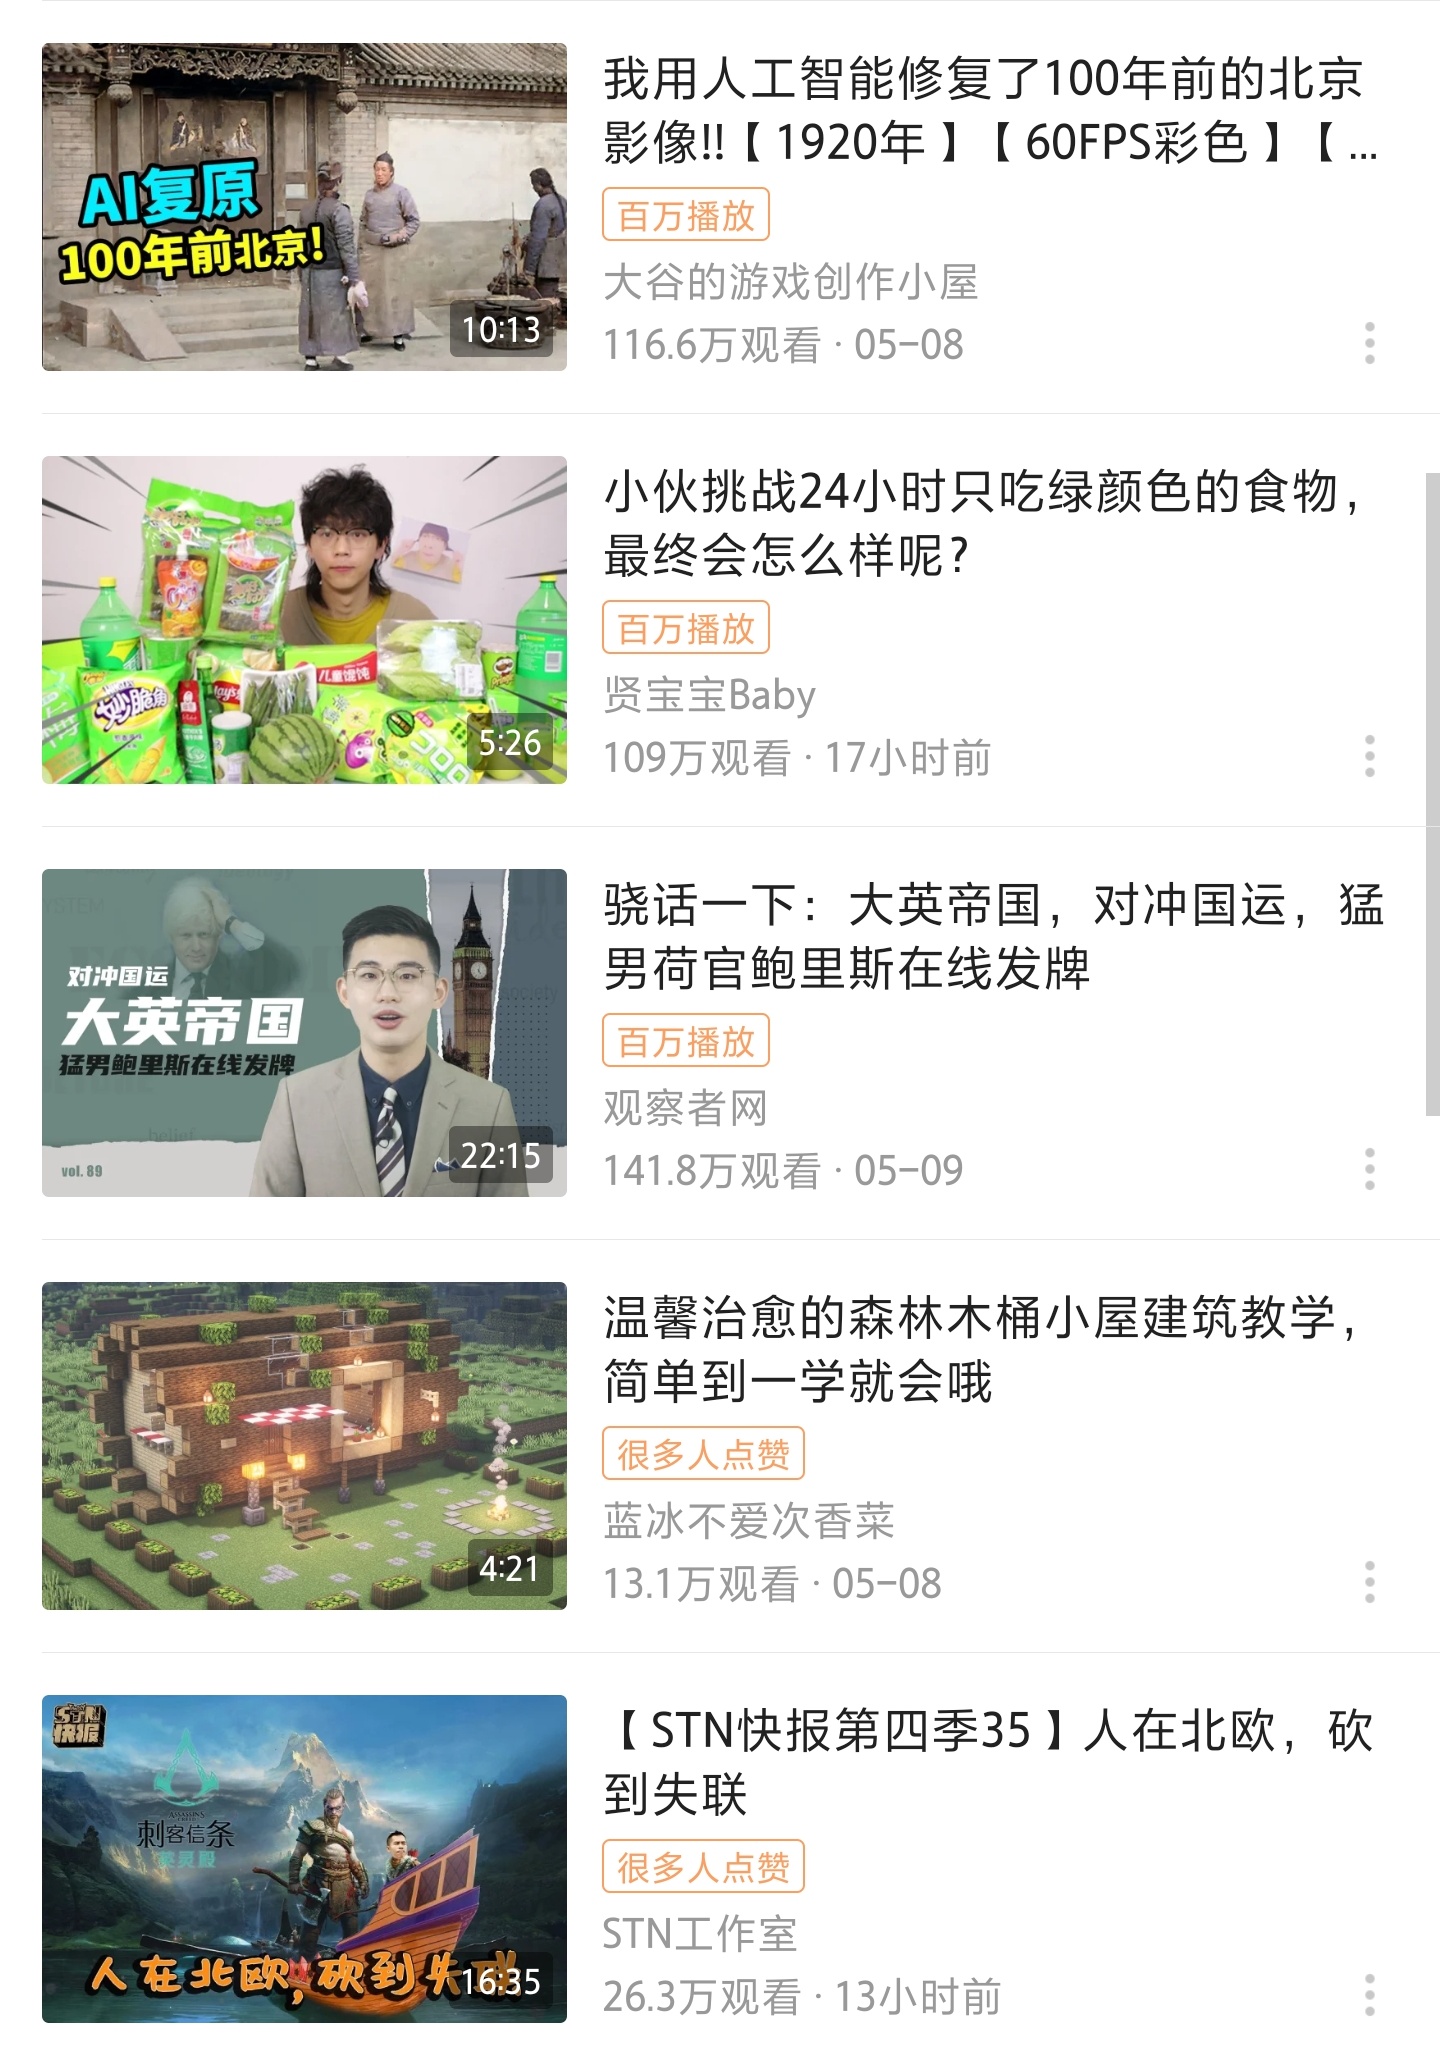 我用人工智能修复了100年前的北京
影像!!【1920年】【60FPS彩色】【...
AI复原
100年前北京!
10:13
百万播放
大谷的游戏创作小屋
116.6万观看 · 05-08
小伙挑战24小时只吃绿颜色的食物，
最终会怎么样呢？
儿童馄饨
Lay's
妙脆角
5:26
百万播放
贤宝宝Baby
109万观看 · 17小时前
骁话一下：大英帝国，对冲国运，猛
男荷官鲍里斯在线发牌
对冲国运
大英帝国
猛男鲍里斯在线发牌
society
belief
vol. 89
22:15
百万播放
观察者网
141.8万观看 · 05-09
温馨治愈的森林木桶小屋建筑教学，
简单到一学就会哦
4:21
很多人点赞
蓝冰不爱次香菜
13.1万观看 · 05-08
【STN快报第四季35】人在北欧，砍
到失联
STN
快报
ASSASSIN'S
刺客信条
英灵殿
人在北欧,砍到失联
16:35
很多人点赞
STN工作室
26.3万观看 · 13小时前